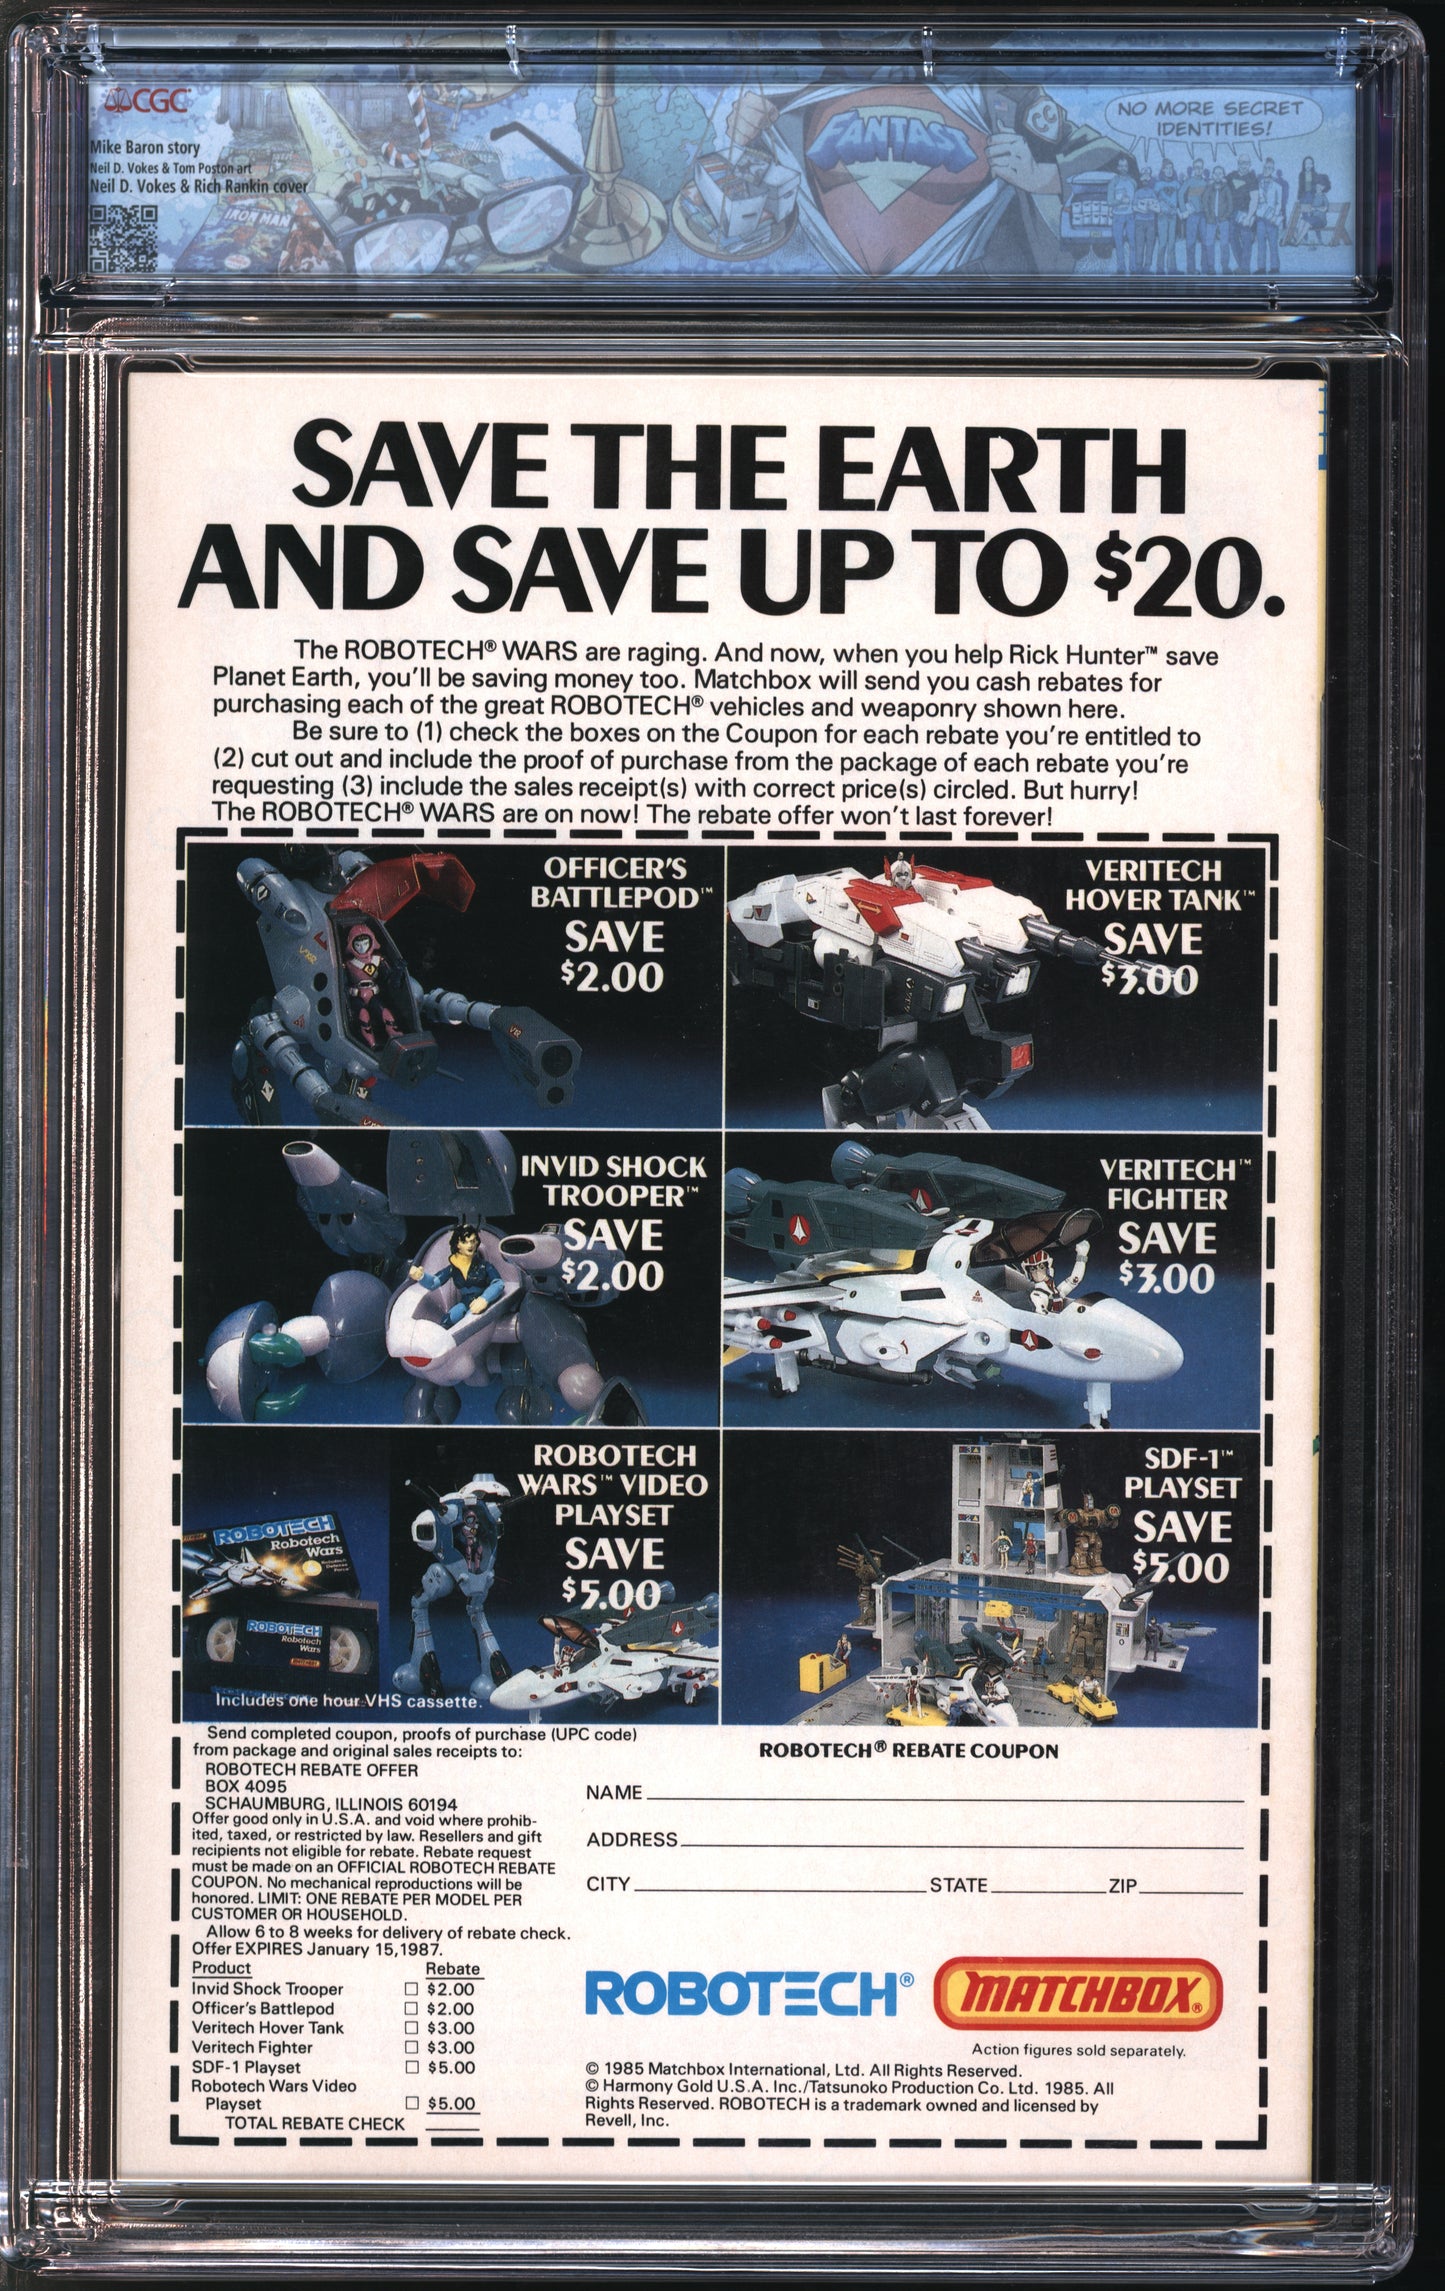 CGC
Mike Baron story
Neil D. Vokes & Tom Poston art
Neil D. Vokes & Rich Rankin cover
IRON MAN
FANTAST
CC
NO MORE SECRET
IDENTITIES!
SAVE THE EARTH
AND SAVE UP TO $20.
The ROBOTECH® WARS are raging. And now, when you help Rick Hunter™ save
Planet Earth, you'll be saving money too. Matchbox will send you cash rebates for
purchasing each of the great ROBOTECH® vehicles and weaponry shown here.
Be sure to (1) check the boxes on the Coupon for each rebate you're entitled to
(2) cut out and include the proof of purchase from the package of each rebate you're
requesting (3) include the sales receipt(s) with correct price(s) circled. But hurry!
The ROBOTECH® WARS are on now! The rebate offer won't last forever!
OFFICER'S
BATTLEPOD™
SAVE
$2.00
VERITECH
HOVER TANK™
SAVE
$3.00
INVID SHOCK
TROOPER™
SAVE
$2.00
VERITECH™
FIGHTER
SAVE
$3.00
ROBOTECH
WARS™ VIDEO
PLAYSET
SAVE
$5.00
ROBOTECH
Robotech
Wars
ROBOTECH
Robotech
Wars
MATCHBOX
Includes one hour VHS cassette.
SDF-1™
PLAYSET
SAVE
$5.00
Send completed coupon, proofs of purchase (UPC code)
from package and original sales receipts to:
ROBOTECH REBATE OFFER
BOX 4095
SCHAUMBURG, ILLINOIS 60194
Offer good only in U.S.A. and void where prohib-
ited, taxed, or restricted by law. Resellers and gift
recipients not eligible for rebate. Rebate request
must be made on an OFFICIAL ROBOTECH REBATE
COUPON. No mechanical reproductions will be
honored. LIMIT: ONE REBATE PER MODEL PER
CUSTOMER OR HOUSEHOLD.
Allow 6 to 8 weeks for delivery of rebate check.
Offer EXPIRES January 15, 1987.
Product Rebate
Invid Shock Trooper □ $2.00
Officer's Battlepod □ $2.00
Veritech Hover Tank □ $3.00
Veritech Fighter □ $3.00
SDF-1 Playset □ $5.00
Robotech Wars Video
Playset □ $5.00
TOTAL REBATE CHECK
ROBOTECH® REBATE COUPON
NAME
ADDRESS
CITY STATE ZIP
ROBOTECH® MATCHBOX®
Action figures sold separately.
© 1985 Matchbox International, Ltd. All Rights Reserved.
© Harmony Gold U.S.A. Inc./Tatsunoko Production Co. Ltd. 1985. All
Rights Reserved. ROBOTECH is a trademark owned and licensed by
Revell, Inc.